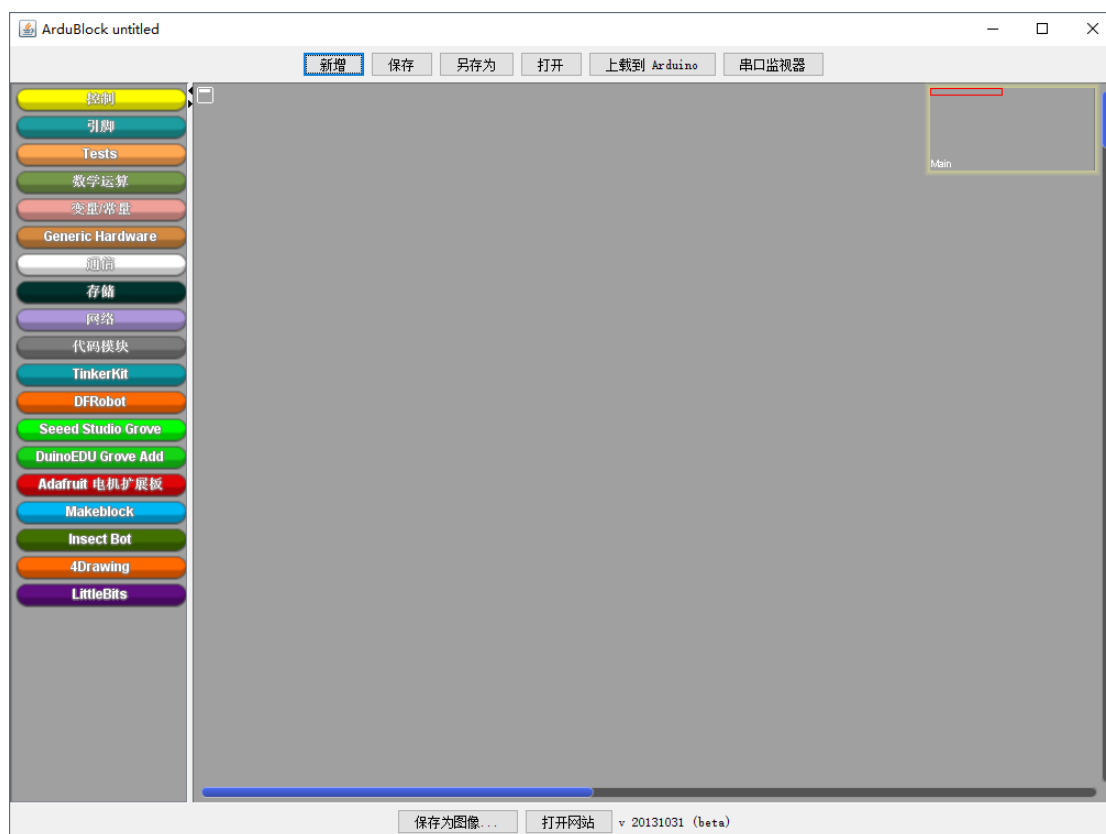 ArduBlock untitled
新增 保存 另存为 打开 上载到 Arduino 串口监视器
控制
引脚
Tests
数学运算
变量/常量
Generic Hardware
通信
存储
网络
代码模块
TinkerKit
DFRobot
Seeed Studio Grove
DuinoEDU Grove Add
Adafruit 电机扩展板
Makeblock
Insect Bot
4Drawing
LittleBits
Main
保存为图像... 打开网站 v 20131031 (beta)